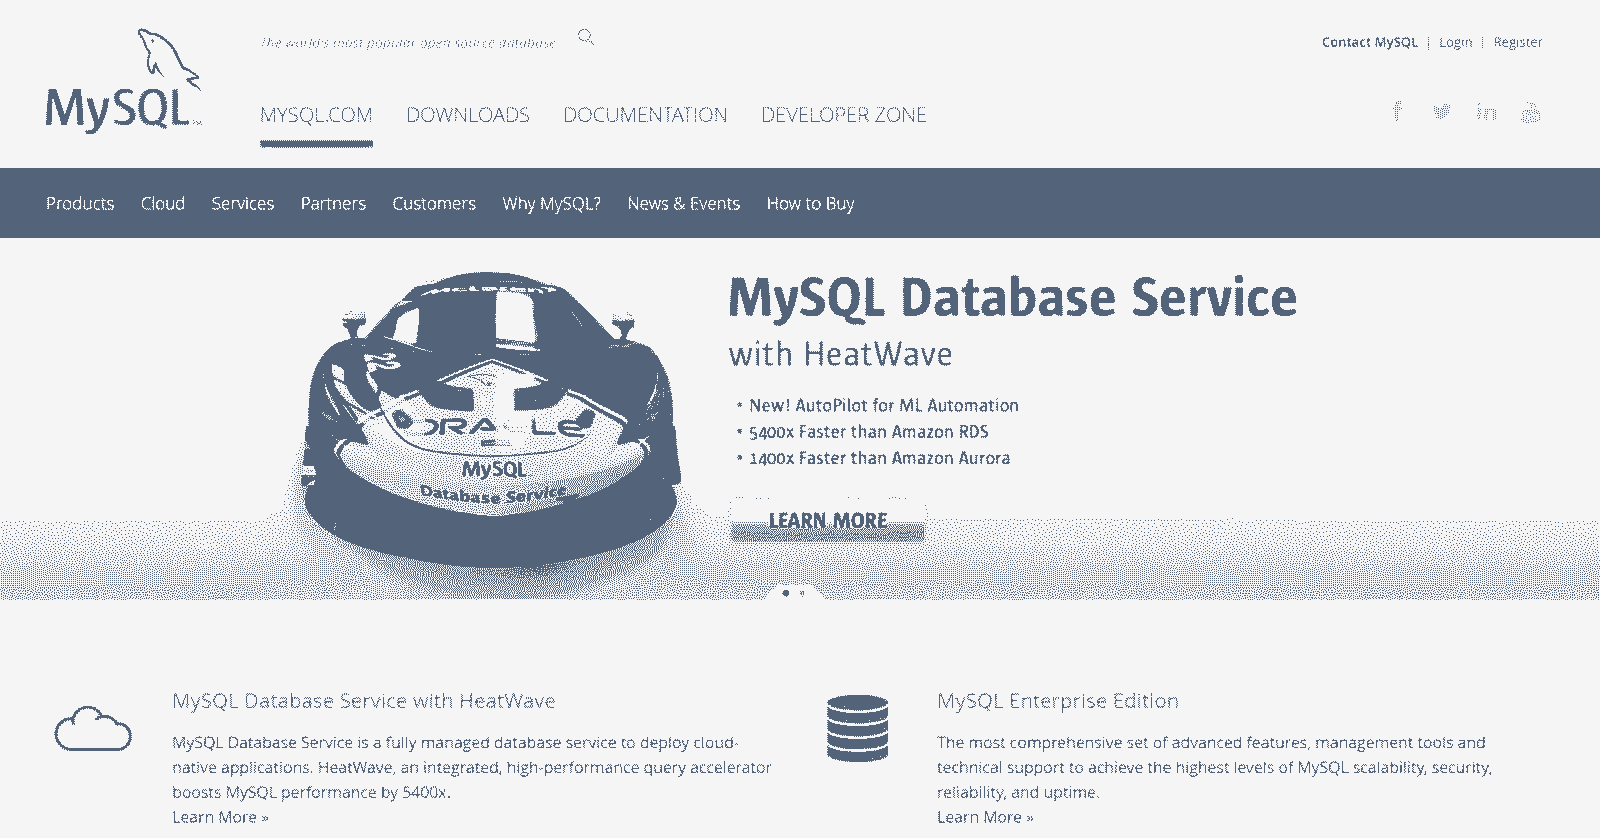 The world's most popular open source database
Contact MySQL | Login | Register
MySQL™
MYSQL.COM DOWNLOADS DOCUMENTATION DEVELOPER ZONE
Products Cloud Services Partners Customers Why MySQL? News & Events How to Buy
ORACLE
MySQL
Database Service
MySQL Database Service
with HeatWave
• New! AutoPilot for ML Automation
• 5400x Faster than Amazon RDS
• 1400x Faster than Amazon Aurora
LEARN MORE
MySQL Database Service with HeatWave
MySQL Database Service is a fully managed database service to deploy cloud-
native applications. HeatWave, an integrated, high-performance query accelerator
boosts MySQL performance by 5400x.
Learn More »
MySQL Enterprise Edition
The most comprehensive set of advanced features, management tools and
technical support to achieve the highest levels of MySQL scalability, security,
reliability, and uptime.
Learn More »